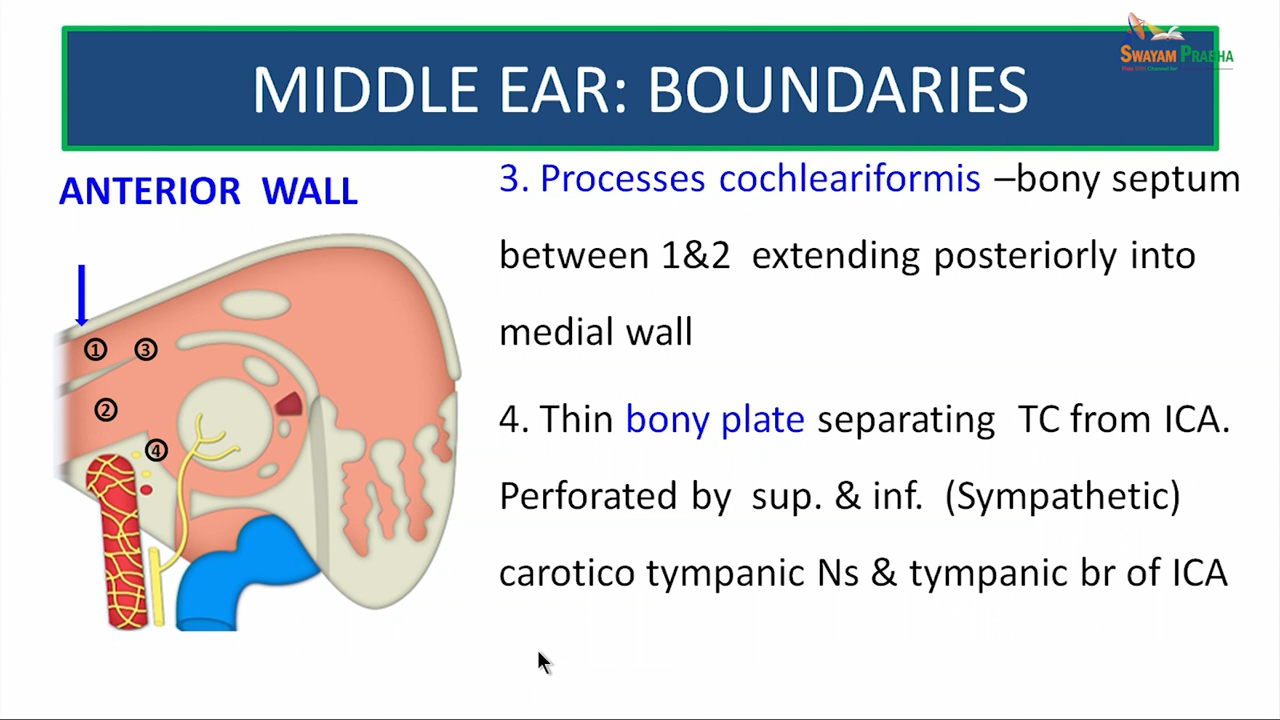 SWAYAM PRABHA
MIDDLE EAR: BOUNDARIES
ANTERIOR WALL
1
3
2
4
3. Processes cochleariformis –bony septum
between 1&2 extending posteriorly into
medial wall
4. Thin bony plate separating TC from ICA.
Perforated by sup. & inf. (Sympathetic)
carotico tympanic Ns & tympanic br of ICA